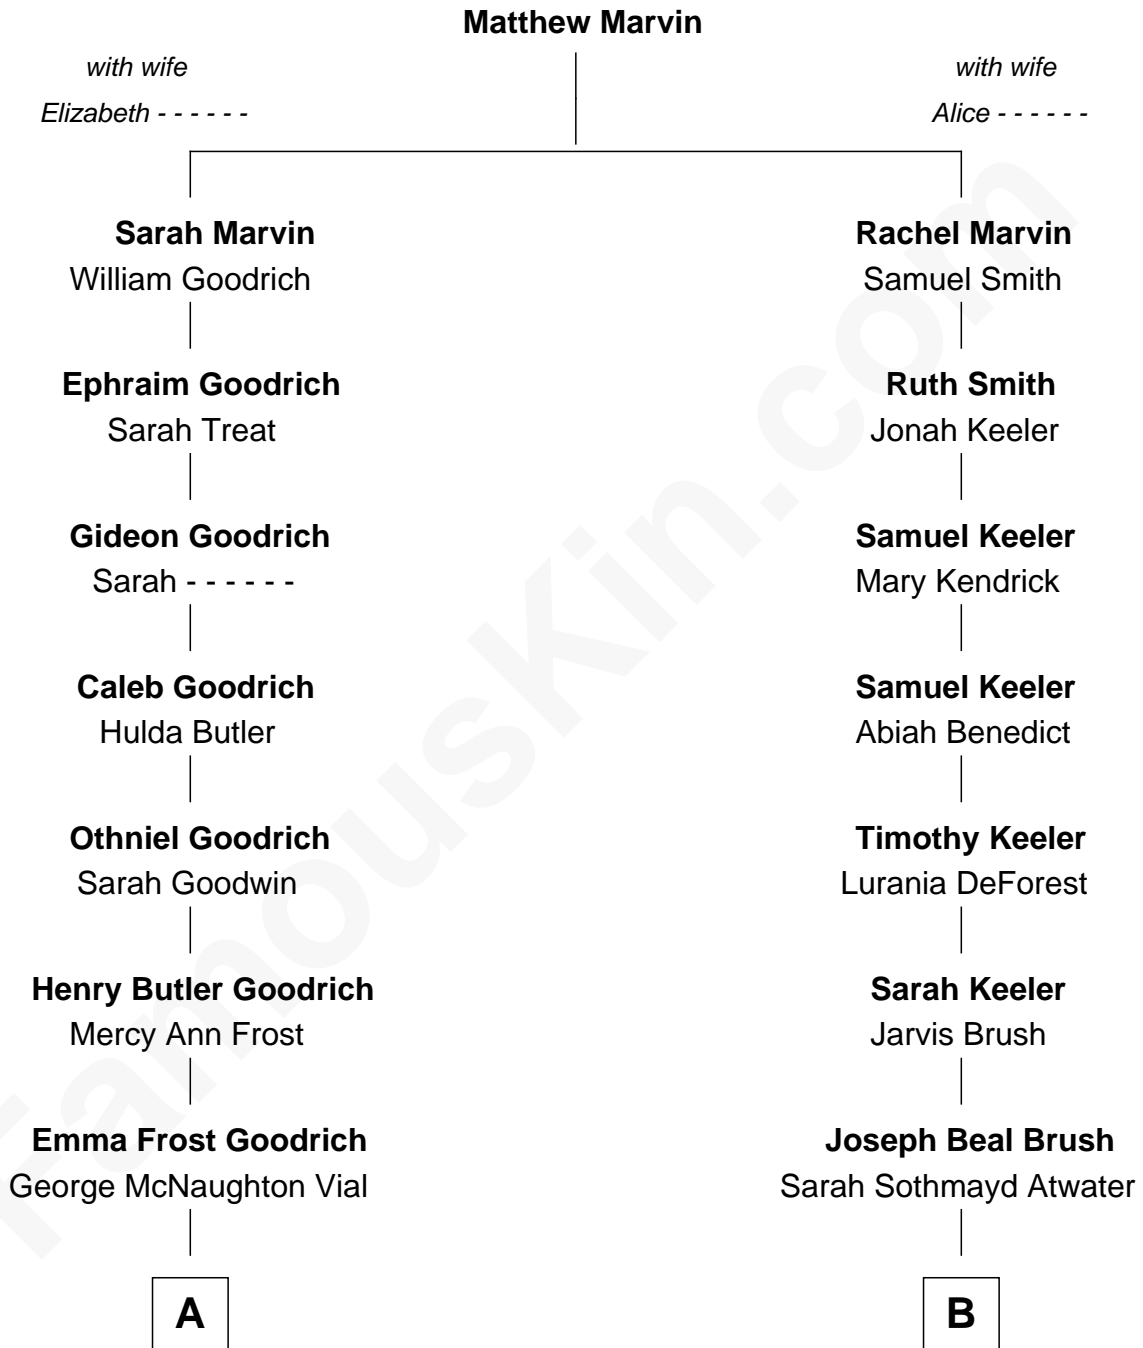 Matthew Marvin
with wife
Elizabeth - - - - - -
with wife
Alice - - - - - -
Sarah Marvin
William Goodrich
Rachel Marvin
Samuel Smith
Ephraim Goodrich
Sarah Treat
Ruth Smith
Jonah Keeler
Gideon Goodrich
Sarah - - - - - -
Samuel Keeler
Mary Kendrick
Caleb Goodrich
Hulda Butler
Samuel Keeler
Abiah Benedict
Othniel Goodrich
Sarah Goodwin
Timothy Keeler
Lurania DeForest
Henry Butler Goodrich
Mercy Ann Frost
Sarah Keeler
Jarvis Brush
Emma Frost Goodrich
George McNaughton Vial
Joseph Beal Brush
Sarah Sothmayd Atwater
A
B
FamousKin.com